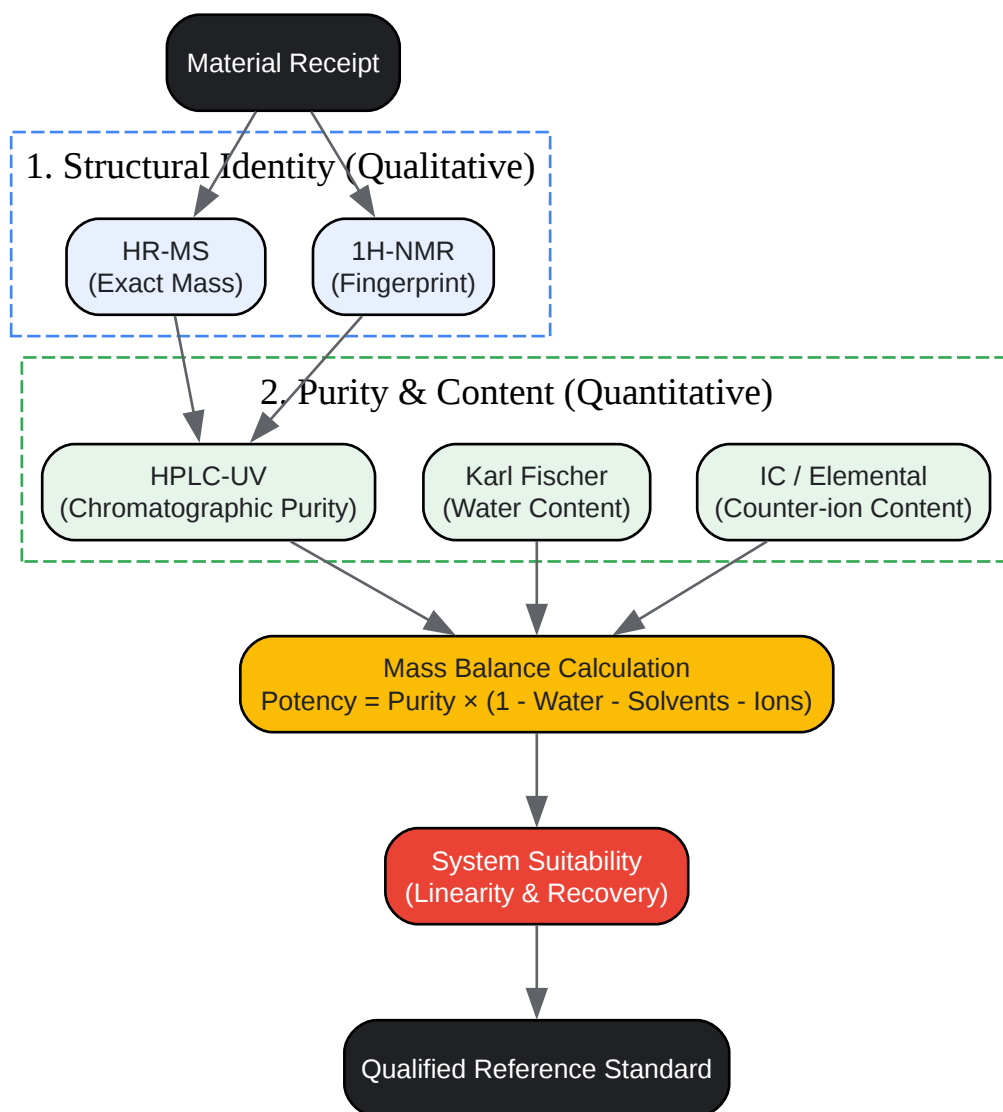 Material Receipt
1. Structural Identity (Qualitative)
HR-MS
(Exact Mass)
1H-NMR
(Fingerprint)
2. Purity & Content (Quantitative)
HPLC-UV
(Chromatographic Purity)
Karl Fischer
(Water Content)
IC / Elemental
(Counter-ion Content)
Mass Balance Calculation
Potency = Purity × (1 - Water - Solvents - Ions)
System Suitability
(Linearity & Recovery)
Qualified Reference Standard